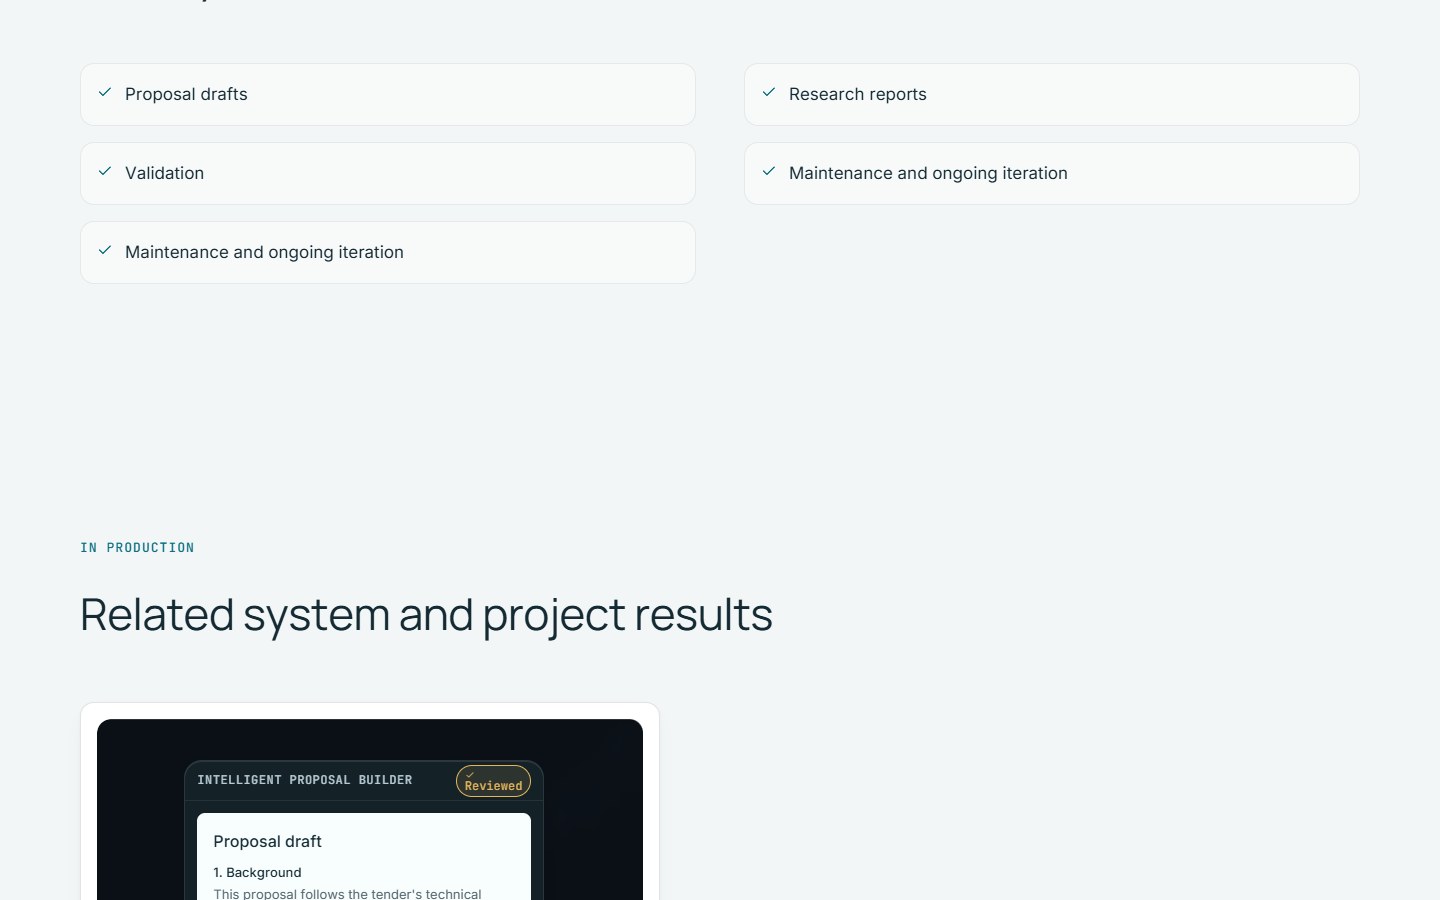 Proposal drafts
Research reports
Validation
Maintenance and ongoing iteration
Maintenance and ongoing iteration
IN PRODUCTION
Related system and project results
INTELLIGENT PROPOSAL BUILDER
✓ Reviewed
Proposal draft
1. Background
This proposal follows the tender's technical